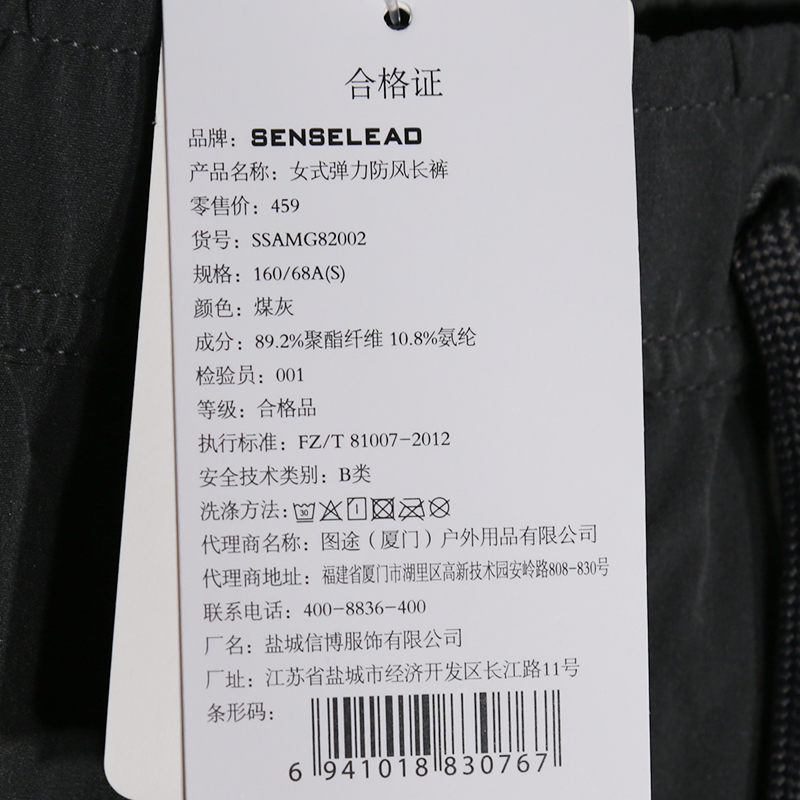 合格证
品牌：SENSELEAD
产品名称：女式弹力防风长裤
零售价：459
货号：SSAMG82002
规格：160/68A(S)
颜色：煤灰
成分：89.2%聚酯纤维 10.8%氨纶
检验员：001
等级：合格品
执行标准：FZ/T 81007-2012
安全技术类别：B类
洗涤方法：30
代理商名称：图途（厦门）户外用品有限公司
代理商地址：福建省厦门市湖里区高新技术园安岭路808-830号
联系电话：400-8836-400
厂名：盐城信博服饰有限公司
厂址：江苏省盐城市经济开发区长江路11号
条形码：
6 941018 830767